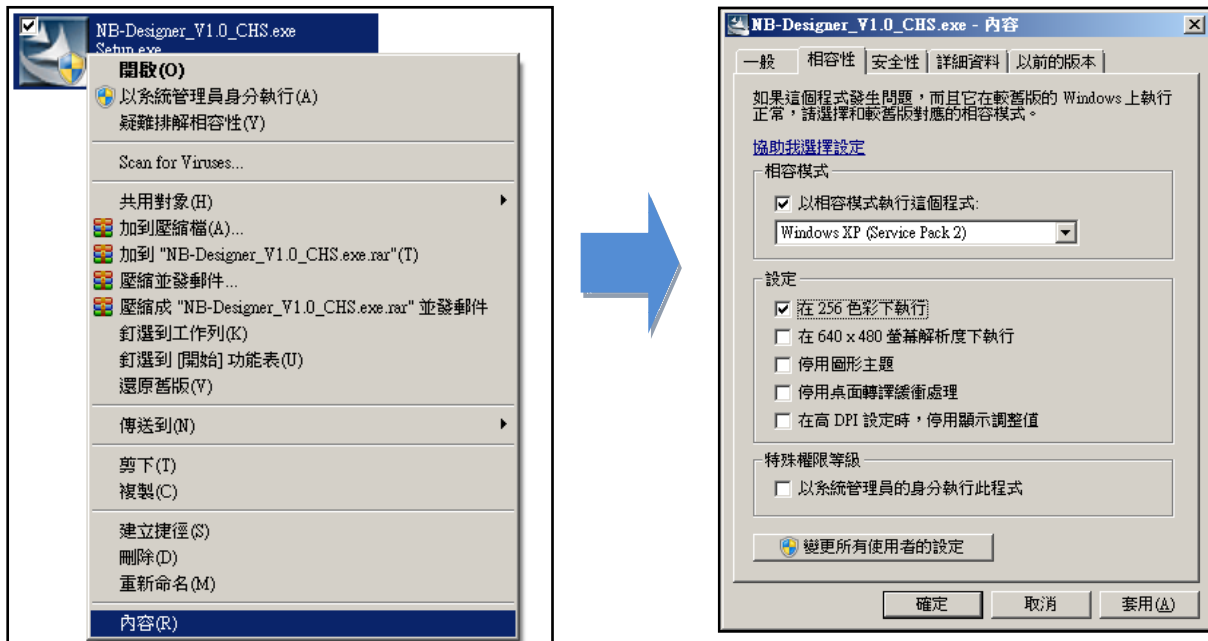 NB-Designer_V1.0_CHS.exe
Setup.exe
開啟(O)
以系統管理員身分執行(A)
疑難排解相容性(Y)
Scan for Viruses...
共用對象(H)
加到壓縮檔(A)...
加到 "NB-Designer_V1.0_CHS.exe.rar"(T)
壓縮並發郵件...
壓縮成 "NB-Designer_V1.0_CHS.exe.rar" 並發郵件
釘選到工作列(K)
釘選到 [開始] 功能表(U)
還原舊版(V)
傳送到(N)
剪下(T)
複製(C)
建立捷徑(S)
刪除(D)
重新命名(M)
內容(R)
NB-Designer_V1.0_CHS.exe - 內容
一般 相容性 安全性 詳細資料 以前的版本
如果這個程式發生問題，而且它在較舊版的 Windows 上執行
正常，請選擇和較舊版對應的相容模式。
協助我選擇設定
相容模式
以相容模式執行這個程式:
Windows XP (Service Pack 2)
設定
在 256 色彩下執行
在 640 x 480 螢幕解析度下執行
停用圖形主題
停用桌面轉譯緩衝處理
在高 DPI 設定時，停用顯示調整值
特殊權限等級
以系統管理員的身分執行此程式
變更所有使用者的設定
確定 取消 套用(A)